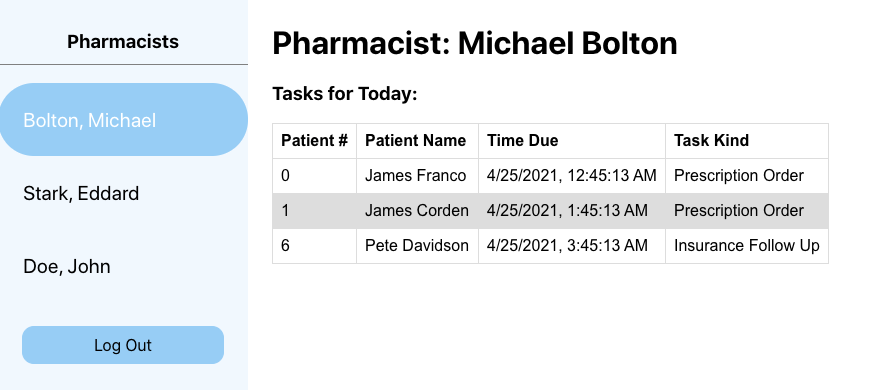 Pharmacists
Bolton, Michael
Stark, Eddard
Doe, John
Log Out
Pharmacist: Michael Bolton
Tasks for Today:
Patient # Patient Name Time Due Task Kind
0 James Franco 4/25/2021, 12:45:13 AM Prescription Order
1 James Corden 4/25/2021, 1:45:13 AM Prescription Order
6 Pete Davidson 4/25/2021, 3:45:13 AM Insurance Follow Up